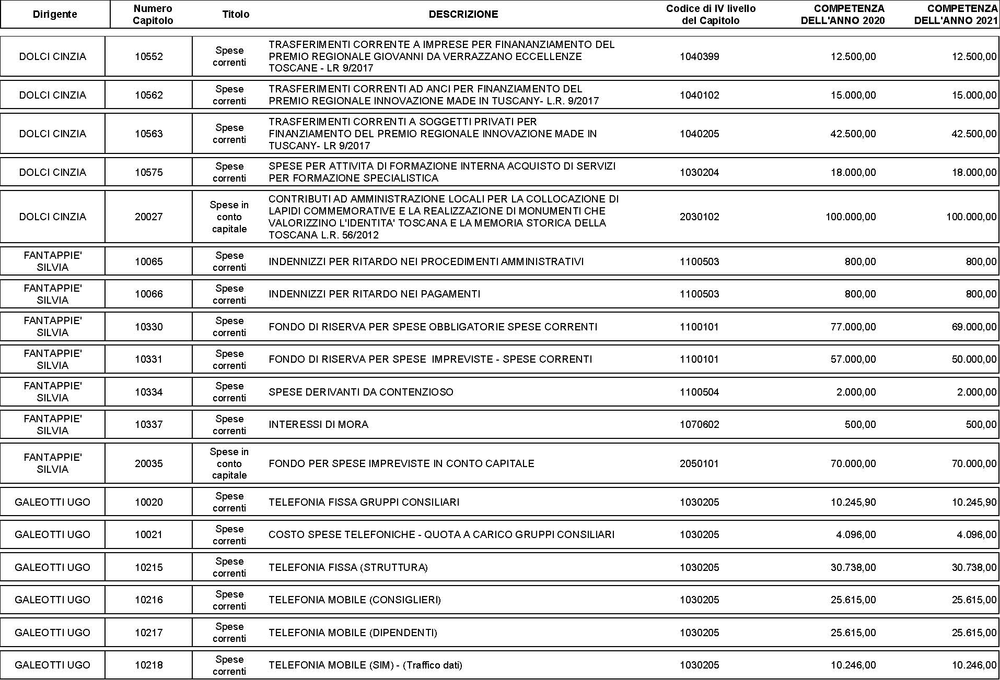 Dirigente Numero Capitolo Titolo DESCRIZIONE Codice di IV livello del Capitolo COMPETENZA DELL'ANNO 2020 COMPETENZA DELL'ANNO 2021
DOLCI CINZIA 10552 Spese correnti TRASFERIMENTI CORRENTE A IMPRESE PER FINANANZIAMENTO DEL PREMIO REGIONALE GIOVANNI DA VERRAZZANO ECCELLENZE TOSCANE - LR 9/2017 1040399 12.500,00 12.500,00
DOLCI CINZIA 10562 Spese correnti TRASFERIMENTI CORRENTI AD ANCI PER FINANZIAMENTO DEL PREMIO REGIONALE INNOVAZIONE MADE IN TUSCANY- L.R. 9/2017 1040102 15.000,00 15.000,00
DOLCI CINZIA 10563 Spese correnti TRASFERIMENTI CORRENTI A SOGGETTI PRIVATI PER FINANZIAMENTO DEL PREMIO REGIONALE INNOVAZIONE MADE IN TUSCANY- LR 9/2017 1040205 42.500,00 42.500,00
DOLCI CINZIA 10575 Spese correnti SPESE PER ATTIVITA DI FORMAZIONE INTERNA ACQUISTO DI SERVIZI PER FORMAZIONE SPECIALISTICA 1030204 18.000,00 18.000,00
DOLCI CINZIA 20027 Spese in conto capitale CONTRIBUTI AD AMMINISTRAZIONE LOCALI PER LA COLLOCAZIONE DI LAPIDI COMMEMORATIVE E LA REALIZZAZIONE DI MONUMENTI CHE VALORIZZINO L'IDENTITA' TOSCANA E LA MEMORIA STORICA DELLA TOSCANA L.R. 56/2012 2030102 100.000,00 100.000,00
FANTAPPIE' SILVIA 10065 Spese correnti INDENNIZZI PER RITARDO NEI PROCEDIMENTI AMMINISTRATIVI 1100503 800,00 800,00
FANTAPPIE' SILVIA 10066 Spese correnti INDENNIZZI PER RITARDO NEI PAGAMENTI 1100503 800,00 800,00
FANTAPPIE' SILVIA 10330 Spese correnti FONDO DI RISERVA PER SPESE OBBLIGATORIE SPESE CORRENTI 1100101 77.000,00 69.000,00
FANTAPPIE' SILVIA 10331 Spese correnti FONDO DI RISERVA PER SPESE IMPREVISTE - SPESE CORRENTI 1100101 57.000,00 50.000,00
FANTAPPIE' SILVIA 10334 Spese correnti SPESE DERIVANTI DA CONTENZIOSO 1100504 2.000,00 2.000,00
FANTAPPIE' SILVIA 10337 Spese correnti INTERESSI DI MORA 1070602 500,00 500,00
FANTAPPIE' SILVIA 20035 Spese in conto capitale FONDO PER SPESE IMPREVISTE IN CONTO CAPITALE 2050101 70.000,00 70.000,00
GALEOTTI UGO 10020 Spese correnti TELEFONIA FISSA GRUPPI CONSILIARI 1030205 10.245,90 10.245,90
GALEOTTI UGO 10021 Spese correnti COSTO SPESE TELEFONICHE - QUOTA A CARICO GRUPPI CONSILIARI 1030205 4.096,00 4.096,00
GALEOTTI UGO 10215 Spese correnti TELEFONIA FISSA (STRUTTURA) 1030205 30.738,00 30.738,00
GALEOTTI UGO 10216 Spese correnti TELEFONIA MOBILE (CONSIGLIERI) 1030205 25.615,00 25.615,00
GALEOTTI UGO 10217 Spese correnti TELEFONIA MOBILE (DIPENDENTI) 1030205 25.615,00 25.615,00
GALEOTTI UGO 10218 Spese correnti TELEFONIA MOBILE (SIM) - (Traffico dati) 1030205 10.246,00 10.246,00